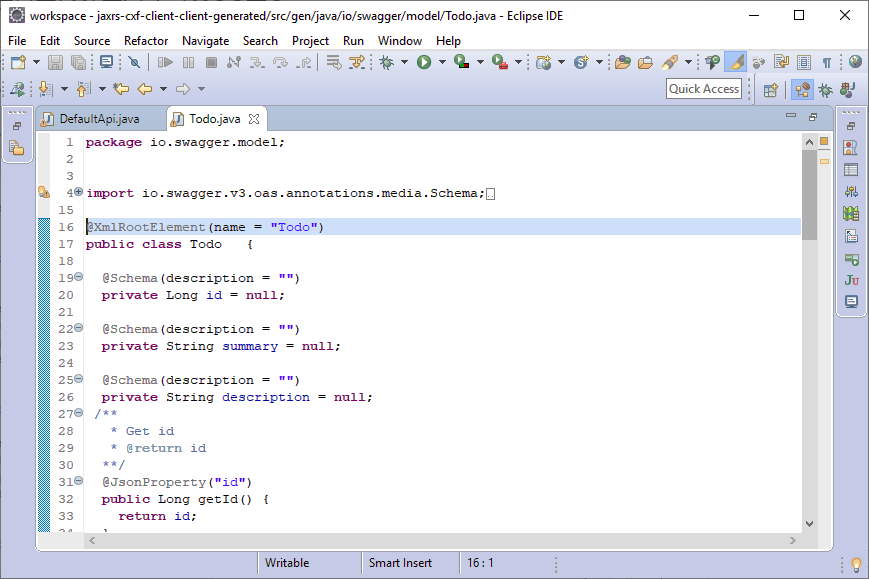 workspace - jaxrs-cxf-client-client-generated/src/gen/java/io/swagger/model/Todo.java - Eclipse IDE
File Edit Source Refactor Navigate Search Project Run Window Help
Quick Access
DefaultApi.java Todo.java
1 package io.swagger.model;
2
3
4 import io.swagger.v3.oas.annotations.media.Schema;
15
16 @XmlRootElement(name = "Todo")
17 public class Todo   {
18
19 @Schema(description = "")
20 private Long id = null;
21
22 @Schema(description = "")
23 private String summary = null;
24
25 @Schema(description = "")
26 private String description = null;
27 /**
28 * Get id
29 * @return id
30 **/
31 @JsonProperty("id")
32 public Long getId() {
33 return id;
Ju
Writable Smart Insert 16 : 1